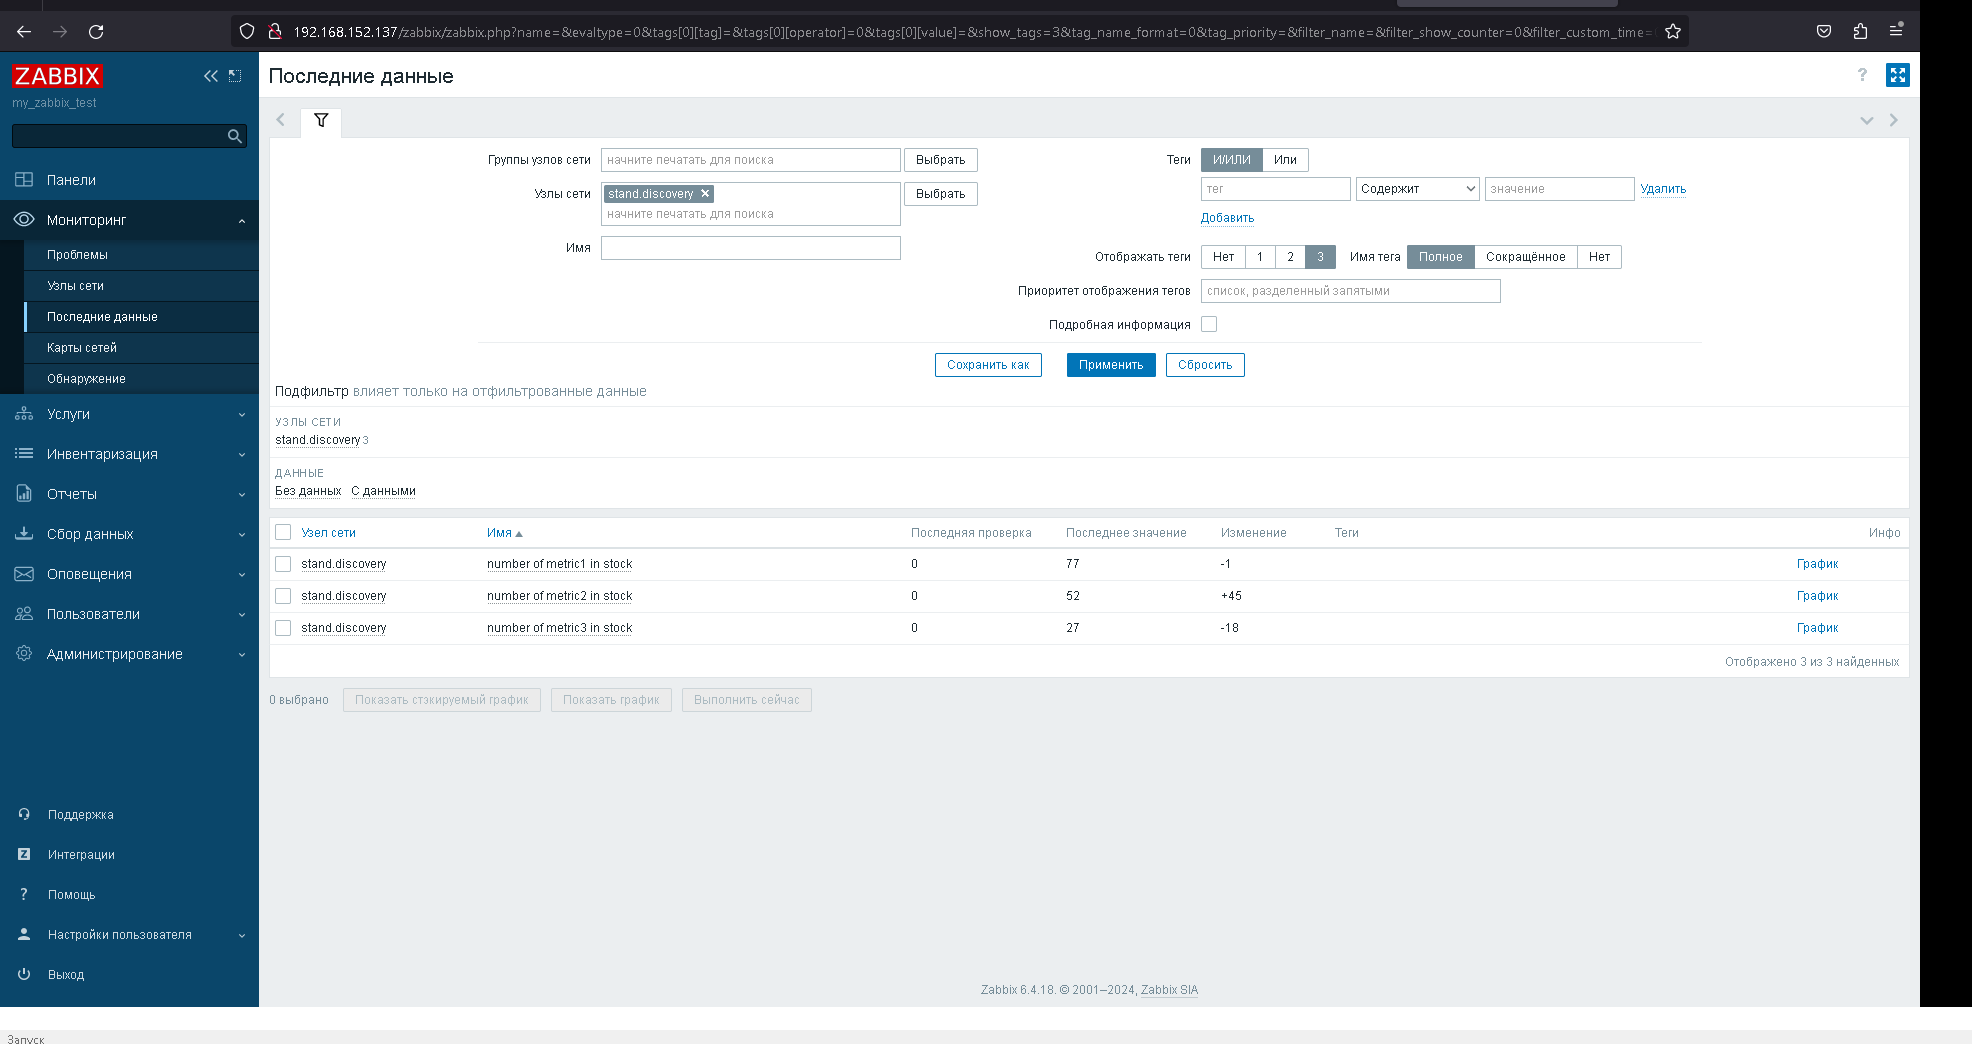 192.168.152.137/zabbix/zabbix.php?name=&evaltype=0&tags[0][tag]=&tags[0][operator]=0&tags[0][value]=&show_tags=3&tag_name_format=0&tag_priority=&filter_name=&filter_show_counter=0&filter_custom_time=
ZABBIX
my_zabbix_test
Панели
Мониторинг
Проблемы
Узлы сети
Последние данные
Карты сетей
Обнаружение
Услуги
Инвентаризация
Отчеты
Сбор данных
Оповещения
Пользователи
Администрирование
Поддержка
Z Интеграции
? Помощь
Настройки пользователя
Выход
Последние данные
?
Группы узлов сети начните печатать для поиска Выбрать
Узлы сети stand.discovery Выбрать
начните печатать для поиска
Имя
Теги И/ИЛИ Или
тег Содержит значение Удалить
Добавить
Отображать теги Нет 1 2 3 Имя тега Полное Сокращённое Нет
Приоритет отображения тегов список, разделенный запятыми
Подробная информация
Сохранить как Применить Сбросить
Подфильтр влияет только на отфильтрованные данные
УЗЛЫ СЕТИ
stand.discovery 3
ДАННЫЕ
Без данных С данными
Узел сети Имя Последняя проверка Последнее значение Изменение Теги Инфо
stand.discovery number of metric1 in stock 0 77 -1 График
stand.discovery number of metric2 in stock 0 52 +45 График
stand.discovery number of metric3 in stock 0 27 -18 График
Отображено 3 из 3 найденных
0 выбрано Показать стэкируемый график Показать график Выполнить сейчас
Zabbix 6.4.18. © 2001–2024, Zabbix SIA
Запуск